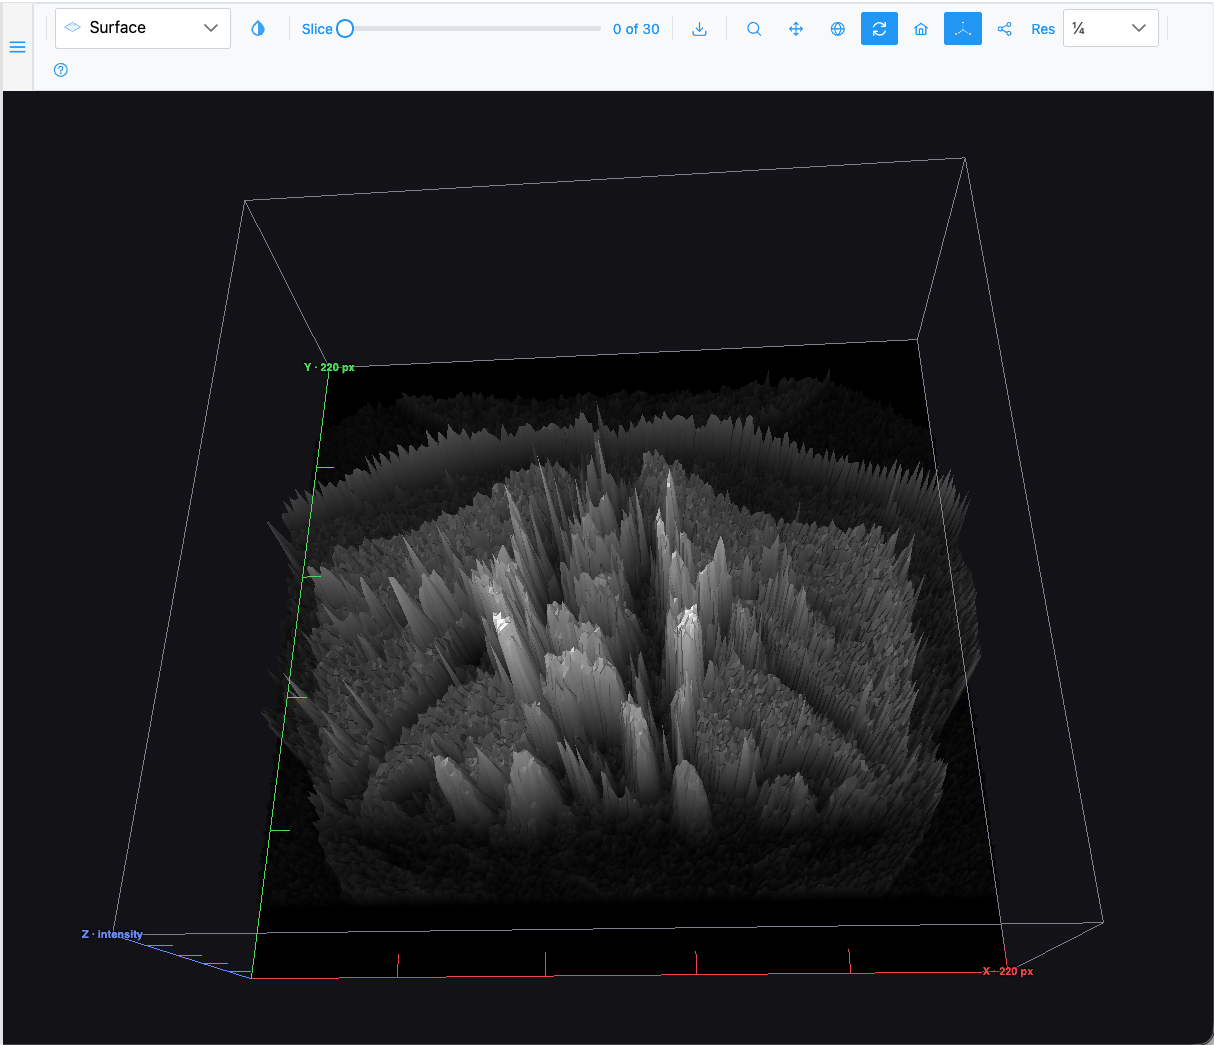 Surface
Slice
0 of 30
Res
¼
Y · 220 px
Z · intensity
X · 220 px